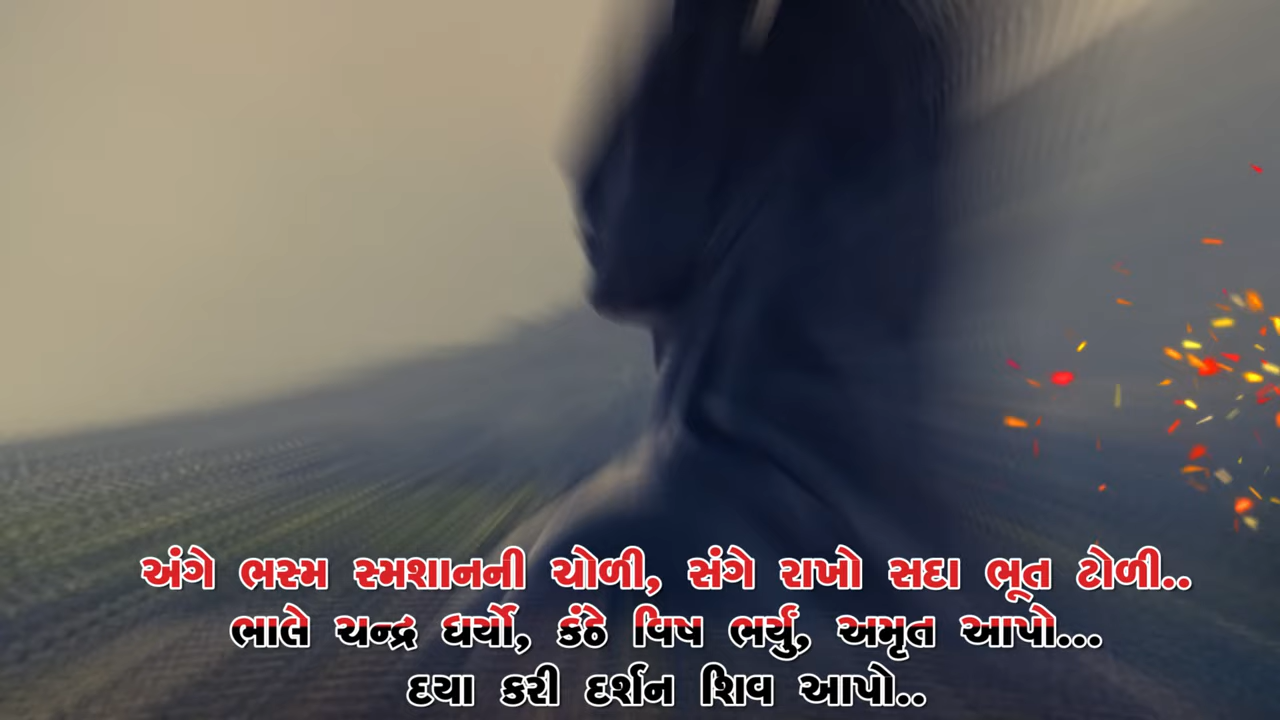 અંગે ભસ્મ સ્મશાનની ચોળી, સંગે રાખો સદા ભૂત ટોળી..
ભાલે ચન્દ્ર ધર્યો, કંઠે વિષ ભર્યું, અમૃત આપો...
દયા કરી દર્શન શિવ આપો..